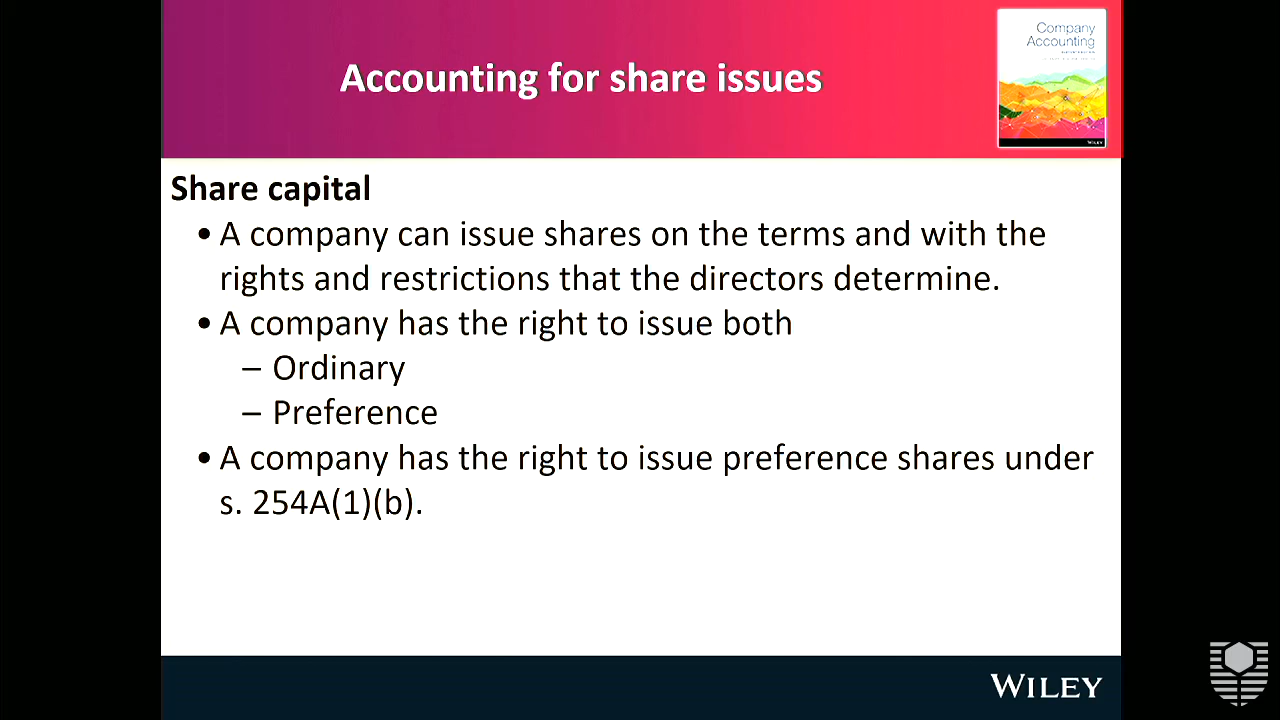 Accounting for share issues
Company
Accounting
WILEY
Share capital
• A company can issue shares on the terms and with the
rights and restrictions that the directors determine.
• A company has the right to issue both
– Ordinary
– Preference
• A company has the right to issue preference shares under
s. 254A(1)(b).
WILEY